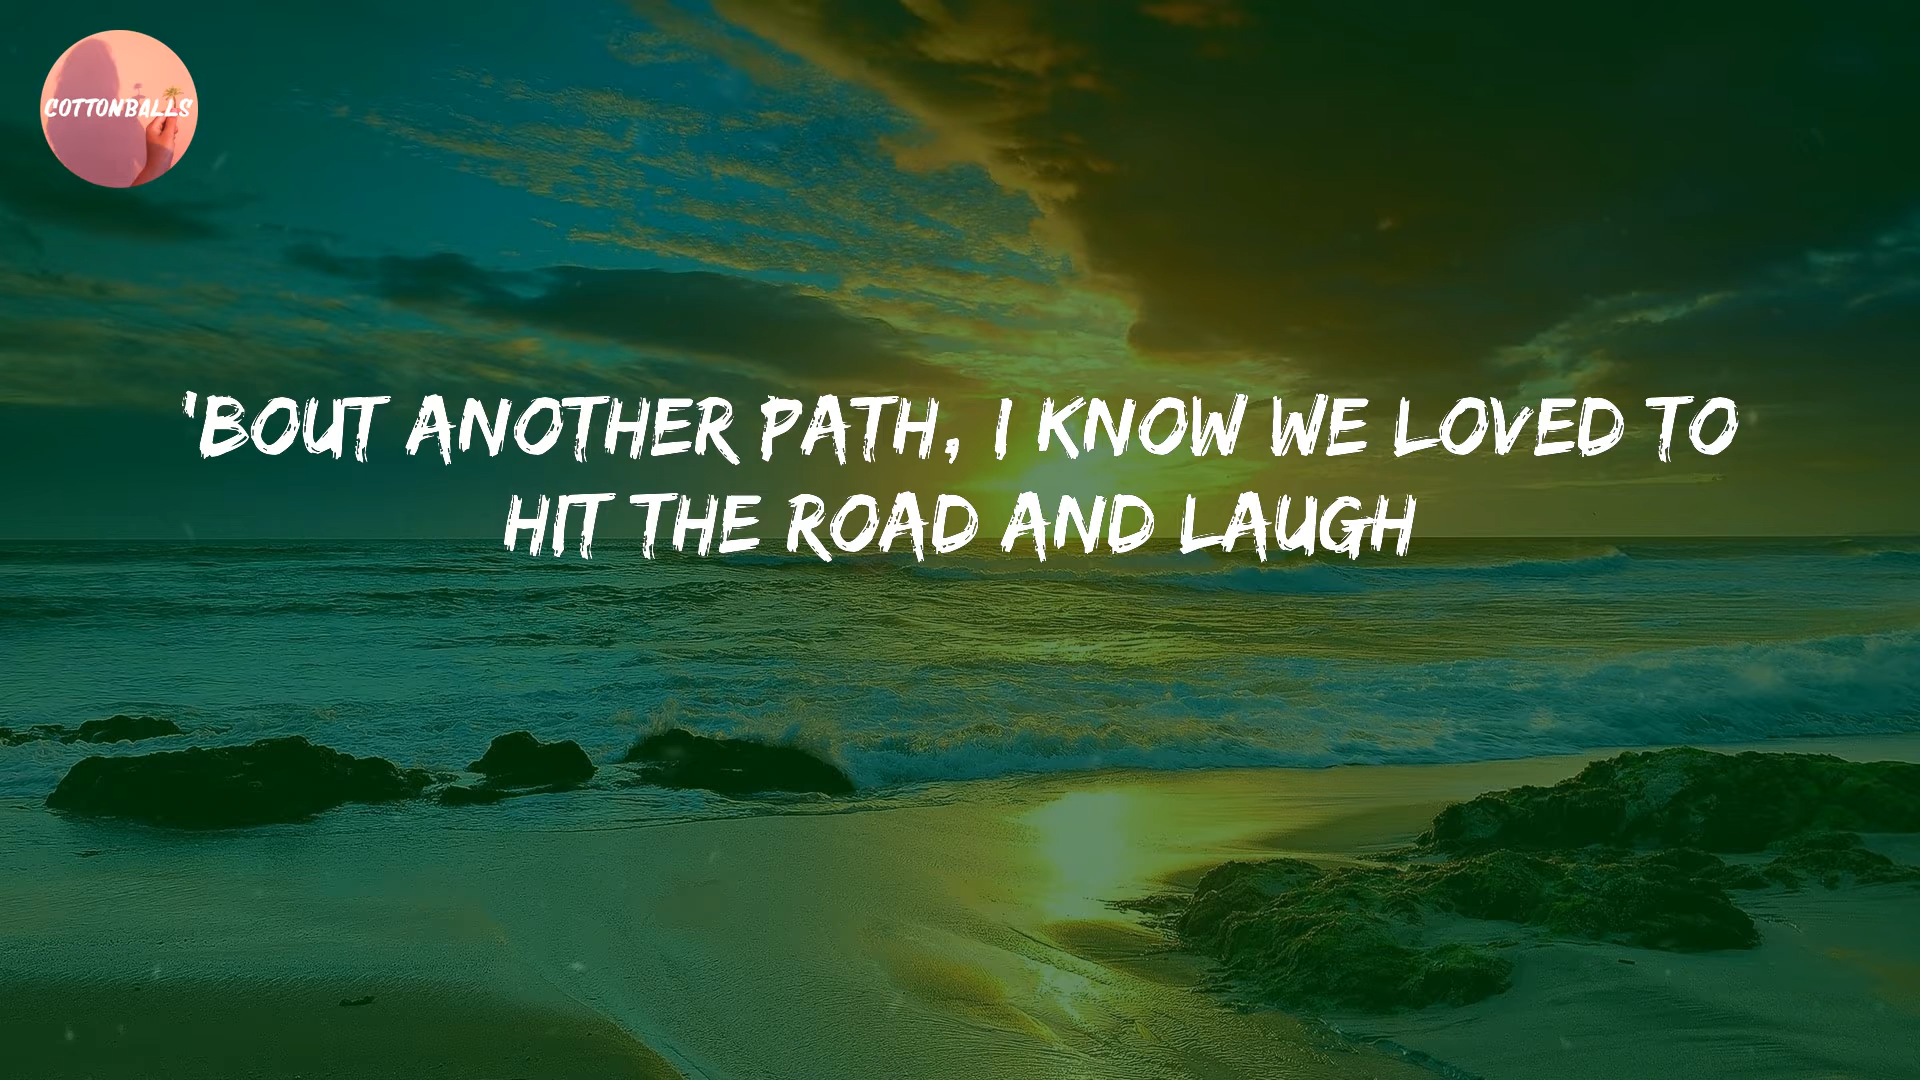 COTTONBALLS
'BOUT ANOTHER PATH, I KNOW WE LOVED TO
HIT THE ROAD AND LAUGH